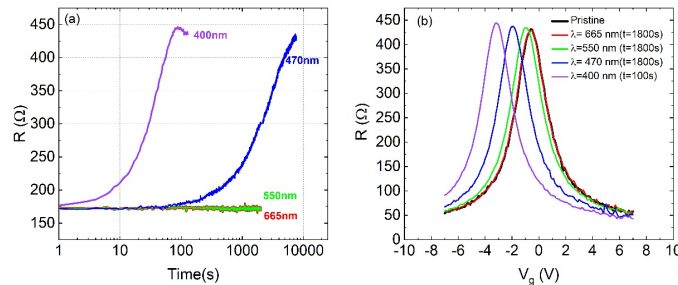 (a)
450
400
350
300
250
200
150
R (Ω)
400nm
470nm
550nm
665nm
1
10
100
1000
10000
Time(s)
(b)
450
400
350
300
250
200
150
100
50
0
R (Ω)
Pristine
λ= 665 nm(t=1800s)
λ=550 nm(t=1800s)
λ= 470 nm(t=1800s)
λ=400 nm (t=100s)
-10 -8 -6 -4 -2 0 2 4 6 8 10
Vg (V)